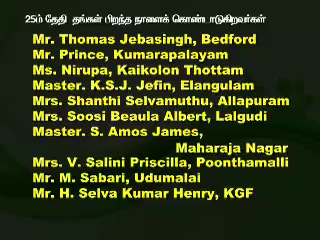 25ம் தேதி தங்கள் பிறந்த நாளைக் கொண்டாடுகிறவர்கள்
Mr. Thomas Jebasingh, Bedford
Mr. Prince, Kumarapalayam
Ms. Nirupa, Kaikolon Thottam
Master. K.S.J. Jefin, Elangulam
Mrs. Shanthi Selvamuthu, Allapuram
Mrs. Soosi Beaula Albert, Lalgudi
Master. S. Amos James,
Maharaja Nagar
Mrs. V. Salini Priscilla, Poonthamalli
Mr. M. Sabari, Udumalai
Mr. H. Selva Kumar Henry, KGF